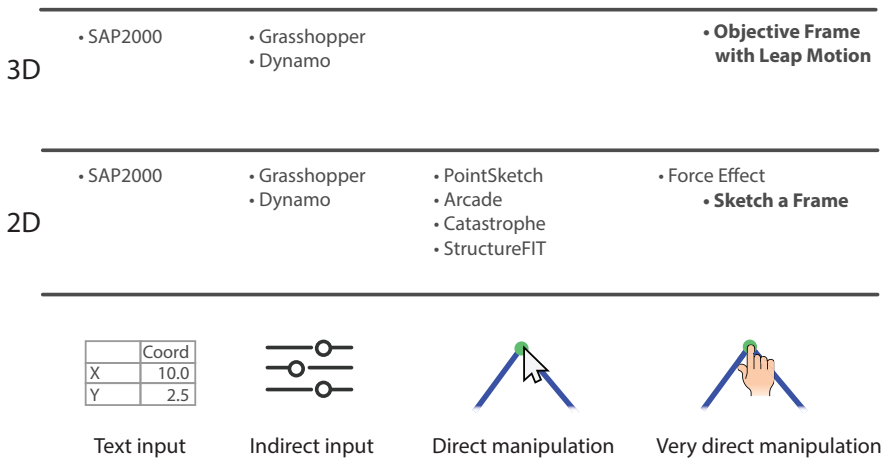 • SAP2000
• Grasshopper
• Dynamo
• Objective Frame
with Leap Motion
3D
• SAP2000
• Grasshopper
• Dynamo
• PointSketch
• Arcade
• Catastrophe
• StructureFIT
• Force Effect
• Sketch a Frame
2D
Coord
X 10.0
Y 2.5
Text input
Indirect input
Direct manipulation
Very direct manipulation